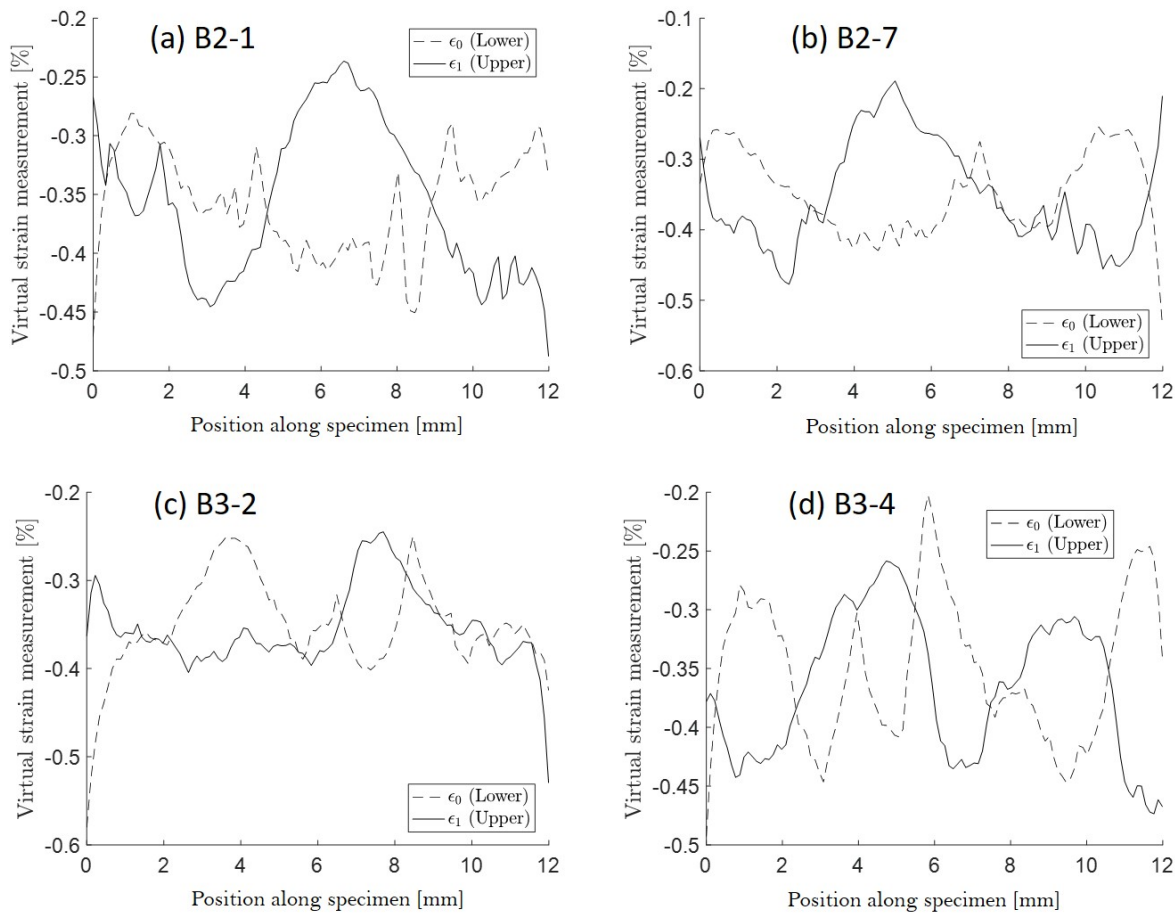 (a) B2-1
ϵ0 (Lower)
ϵ1 (Upper)
-0.2
-0.25
-0.3
-0.35
-0.4
-0.45
-0.5
Virtual strain measurement [%]
0 2 4 6 8 10 12
Position along specimen [mm]
(b) B2-7
-0.1
-0.2
-0.3
-0.4
-0.5
-0.6
Virtual strain measurement [%]
ϵ0 (Lower)
ϵ1 (Upper)
0 2 4 6 8 10 12
Position along specimen [mm]
(c) B3-2
-0.2
-0.3
-0.4
-0.5
-0.6
Virtual strain measurement [%]
ϵ0 (Lower)
ϵ1 (Upper)
0 2 4 6 8 10 12
Position along specimen [mm]
(d) B3-4
ϵ0 (Lower)
ϵ1 (Upper)
-0.2
-0.25
-0.3
-0.35
-0.4
-0.45
-0.5
Virtual strain measurement [%]
0 2 4 6 8 10 12
Position along specimen [mm]